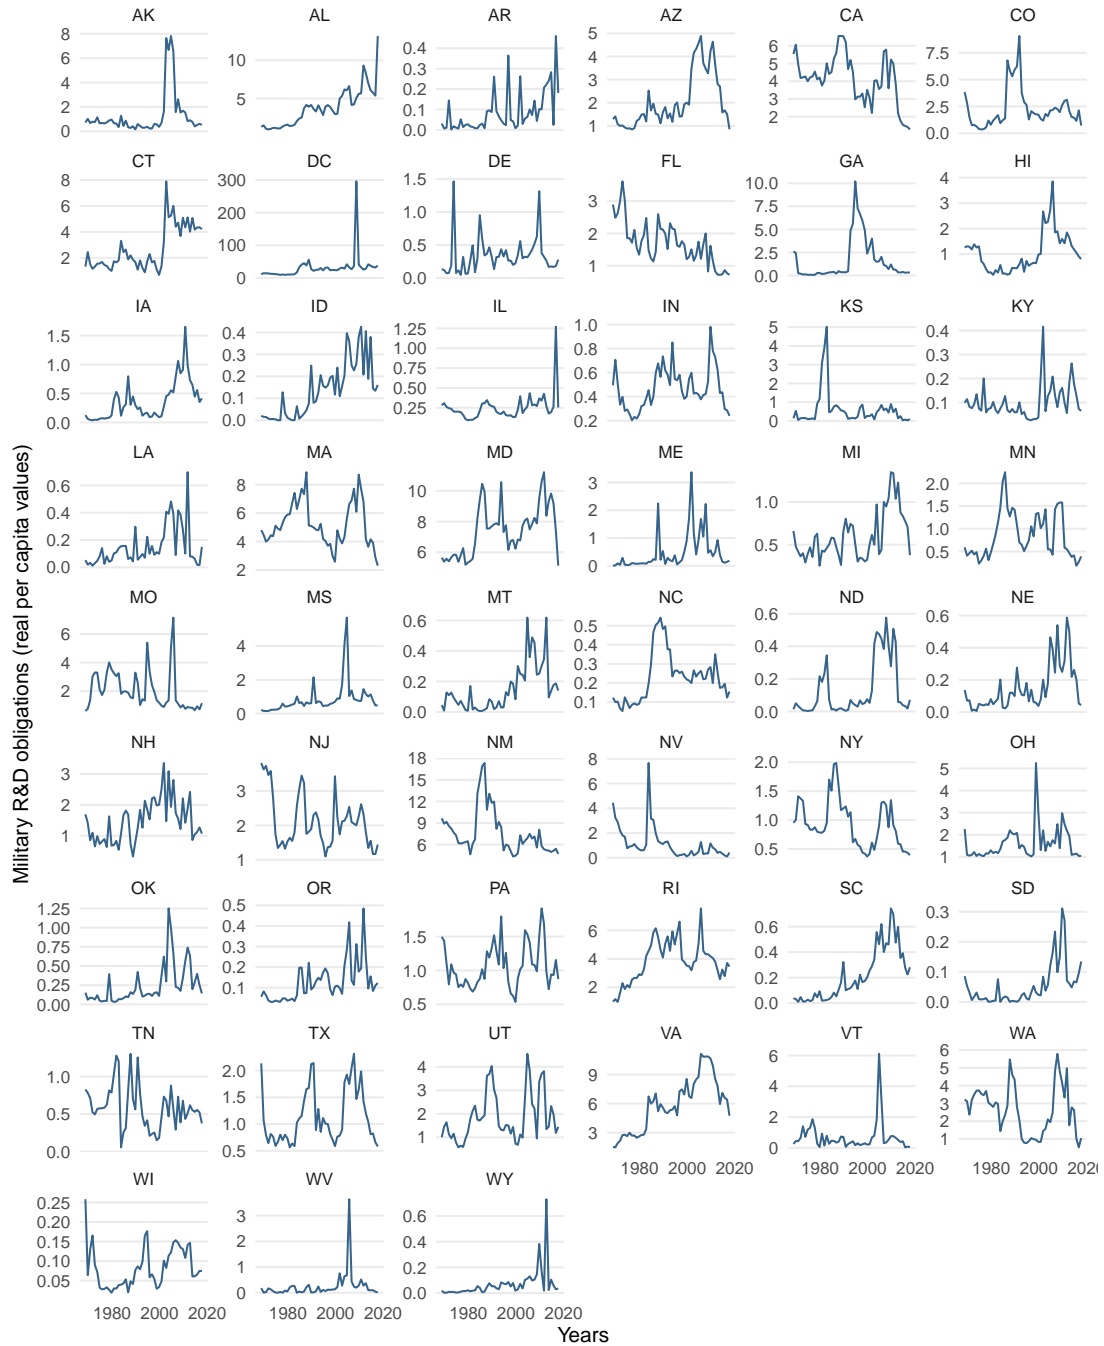 AK AL AR AZ CA CO
8 6 4 2 0
10 5
0.4 0.3 0.2 0.1 0.0
5 4 3 2 1
6 5 4 3 2
7.5 5.0 2.5 0.0
CT DC DE FL GA HI
8 6 4 2
300 200 100 0
1.5 1.0 0.5 0.0
3 2 1
10.0 7.5 5.0 2.5 0.0
4 3 2 1
IA ID IL IN KS KY
1.5 1.0 0.5 0.0
0.4 0.3 0.2 0.1 0.0
1.25 1.00 0.75 0.50 0.25
1.0 0.8 0.6 0.4 0.2
5 4 3 2 1 0
0.4 0.3 0.2 0.1
LA MA MD ME MI MN
0.6 0.4 0.2 0.0
8 6 4 2
10 8 6
3 2 1 0
1.0 0.5
2.0 1.5 1.0 0.5
Military R&D obligations (real per capita values)
MO MS MT NC ND NE
6 4 2
4 2 0
0.6 0.4 0.2 0.0
0.5 0.4 0.3 0.2 0.1
0.6 0.4 0.2 0.0
0.6 0.4 0.2 0.0
NH NJ NM NV NY OH
3 2 1
3 2 1
18 15 12 9 6
8 6 4 2 0
2.0 1.5 1.0 0.5
5 4 3 2 1
OK OR PA RI SC SD
1.25 1.00 0.75 0.50 0.25 0.00
0.5 0.4 0.3 0.2 0.1
1.5 1.0 0.5
6 4 2
0.6 0.4 0.2 0.0
0.3 0.2 0.1 0.0
TN TX UT VA VT WA
1.0 0.5 0.0
2.0 1.5 1.0 0.5
4 3 2 1
9 6 3
6 4 2 0
6 5 4 3 2 1
1980 2000 2020 1980 2000 2020 1980 2000 2020
WI WV WY
0.25 0.20 0.15 0.10 0.05
3 2 1 0
0.6 0.4 0.2 0.0
1980 2000 2020 1980 2000 2020 1980 2000 2020
Years